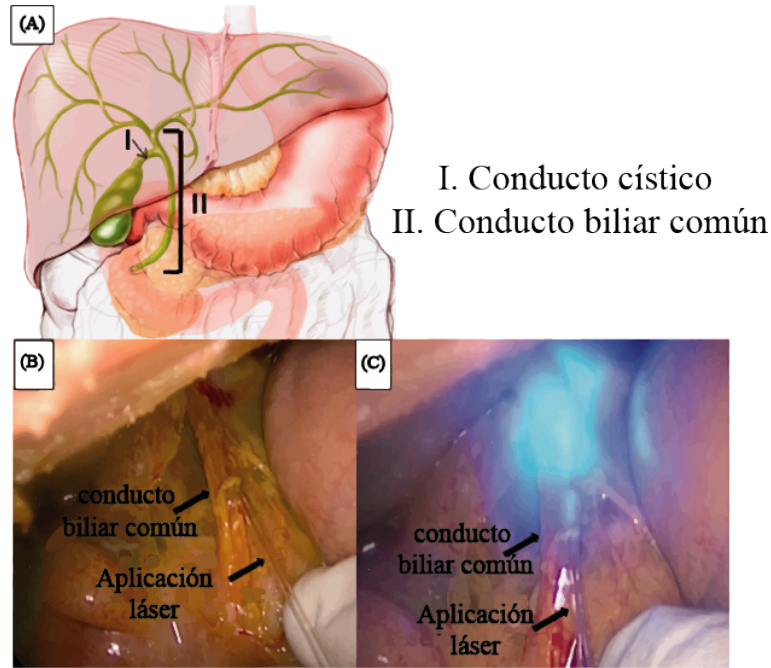 (A)
I
II
I. Conducto cístico
II. Conducto biliar común
(B)
conducto
biliar común
Aplicación
láser
(C)
conducto
biliar común
Aplicación
láser